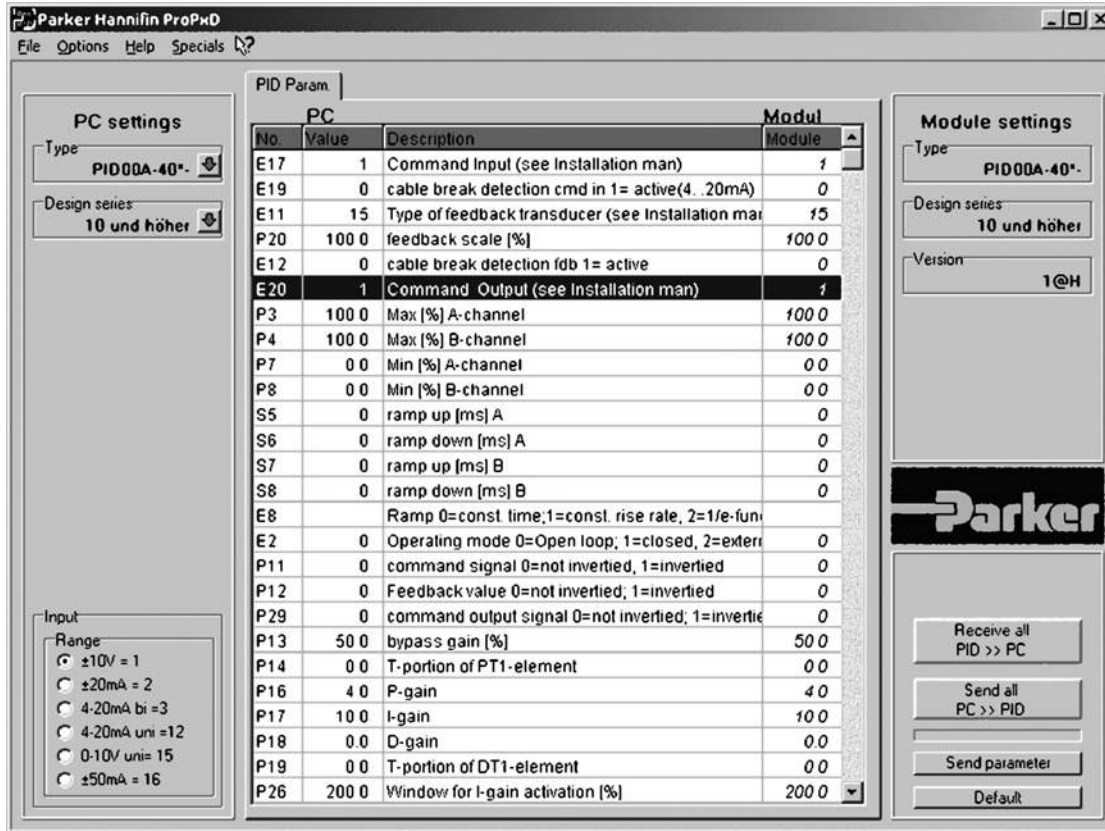 Parker Hannifin ProPxD
File Options Help Specials
PID Param.
PC settings
Type
PID00A-40*-
Design series
10 und höher
PC Modul
No. Value Description Module
E17 1 Command Input (see Installation man) 1
E19 0 cable break detection cmd in 1= active(4. .20mA) 0
E11 15 Type of feedback transducer (see Installation mar 15
P20 100 0 feedback scale [%] 100 0
E12 0 cable break detection fdb 1= active 0
E20 1 Command Output (see Installation man) 1
P3 100 0 Max [%] A-channel 100 0
P4 100 0 Max [%] B-channel 100 0
P7 0 0 Min [%] A-channel 0 0
P8 0 0 Min [%] B-channel 0 0
S5 0 ramp up [ms] A 0
S6 0 ramp down [ms] A 0
S7 0 ramp up [ms] B 0
S8 0 ramp down [ms] B 0
E8 Ramp 0=const. time;1=const. rise rate, 2=1/e-fun
E2 0 Operating mode 0=Open loop; 1=closed, 2=extern 0
P11 0 command signal 0=not invertied, 1=invertied 0
P12 0 Feedback value 0=not invertied; 1=invertied 0
P29 0 command output signal 0=not invertied; 1=invertie 0
P13 50 0 bypass gain [%] 50 0
P14 0 0 T-portion of PT1-element 0 0
P16 4 0 P-gain 4 0
P17 10 0 I-gain 10 0
P18 0.0 D-gain 0.0
P19 0 0 T-portion of DT1-element 0 0
P26 200 0 Window for I-gain activation [%] 200 0
Input
Range
±10V = 1
±20mA = 2
4-20mA bi =3
4-20mA uni =12
0-10V uni= 15
±50mA = 16
Module settings
Type
PID00A-40*-
Design series
10 und höher
Version
1@H
Parker
Receive all
PID >> PC
Send all
PC >> PID
Send parameter
Default